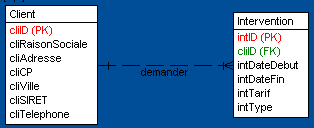 Client
cliID (PK)
cliRaisonSociale
cliAdresse
cliCP
cliVille
cliSIRET
cliTelephone
demander
Intervention
intID (PK)
cliID (FK)
intDateDebut
intDateFin
intTarif
intType